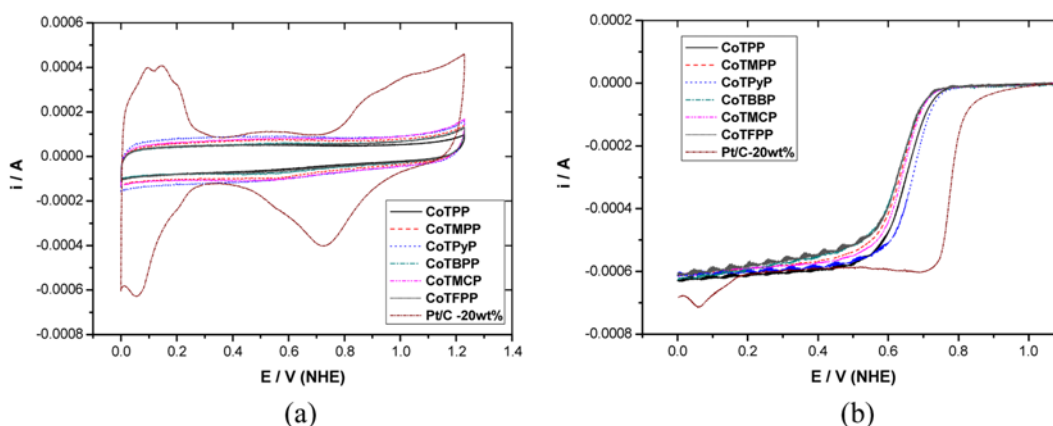 0.0006
0.0004
0.0002
0.0000
-0.0002
-0.0004
-0.0006
-0.0008
i / A
CoTPP
CoTMPP
CoTPyP
CoTBPP
CoTMCP
CoTFPP
Pt/C -20wt%
0.0 0.2 0.4 0.6 0.8 1.0 1.2 1.4
E / V (NHE)
(a)
0.0002
0.0000
-0.0002
-0.0004
-0.0006
-0.0008
i / A
CoTPP
CoTMPP
CoTPyP
CoTBBP
CoTMCP
CoTFPP
Pt/C-20wt%
0.0 0.2 0.4 0.6 0.8 1.0
E / V (NHE)
(b)